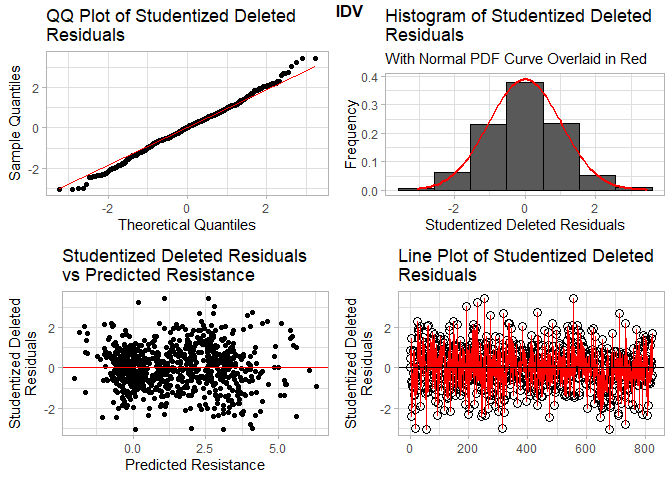 IDV
QQ Plot of Studentized Deleted
Residuals
Sample Quantiles
2
0
-2
-2
0
2
Theoretical Quantiles
Histogram of Studentized Deleted
Residuals
With Normal PDF Curve Overlaid in Red
Frequency
0.4
0.3
0.2
0.1
0.0
-2
0
2
Studentized Deleted Residuals
Studentized Deleted Residuals
vs Predicted Resistance
Studentized Deleted
Residuals
2
0
-2
0.0
2.5
5.0
Predicted Resistance
Line Plot of Studentized Deleted
Residuals
Studentized Deleted
Residuals
2
0
-2
0
200
400
600
800